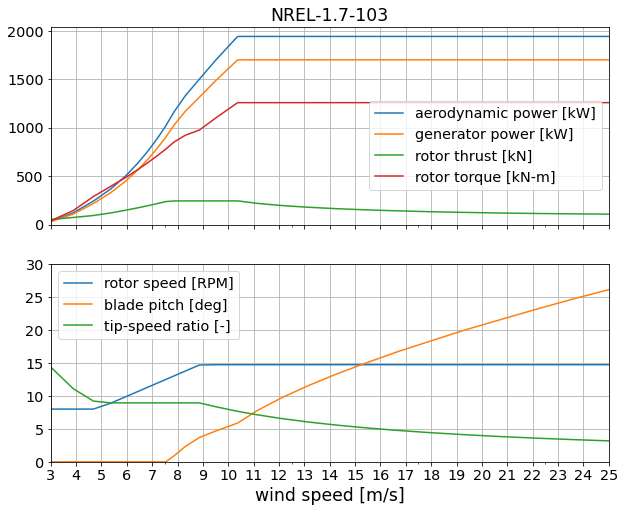 NREL-1.7-103
2000
1500
1000
500
0
aerodynamic power [kW]
generator power [kW]
rotor thrust [kN]
rotor torque [kN-m]
30
25
20
15
10
5
0
rotor speed [RPM]
blade pitch [deg]
tip-speed ratio [-]
3 4 5 6 7 8 9 10 11 12 13 14 15 16 17 18 19 20 21 22 23 24 25
wind speed [m/s]